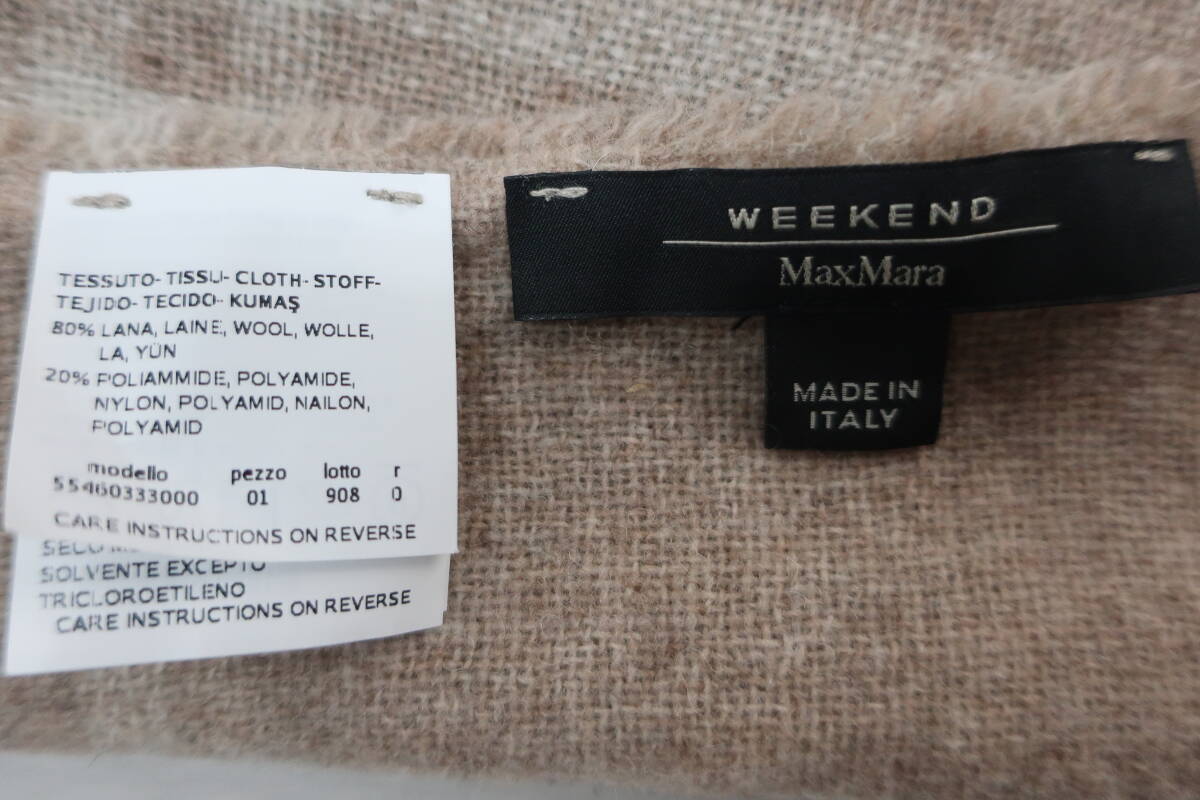 TESSUTO-TISSU-CLOTH-STOFF-
TEJIDO-TECIDO-KUMAŞ
80% LANA, LAINE, WOOL, WOLLE,
LA, YÜN
20% POLIAMMIDE, POLYAMIDE,
NYLON, POLYAMID, NAILON,
POLYAMID
modello pezzo lotto r
55460333000 01 908 0
CARE INSTRUCTIONS ON REVERSE
SOLVENTE EXCEPTO
TRICLOROETILENO
CARE INSTRUCTIONS ON REVERSE
WEEKEND
MaxMara
MADE IN
ITALY